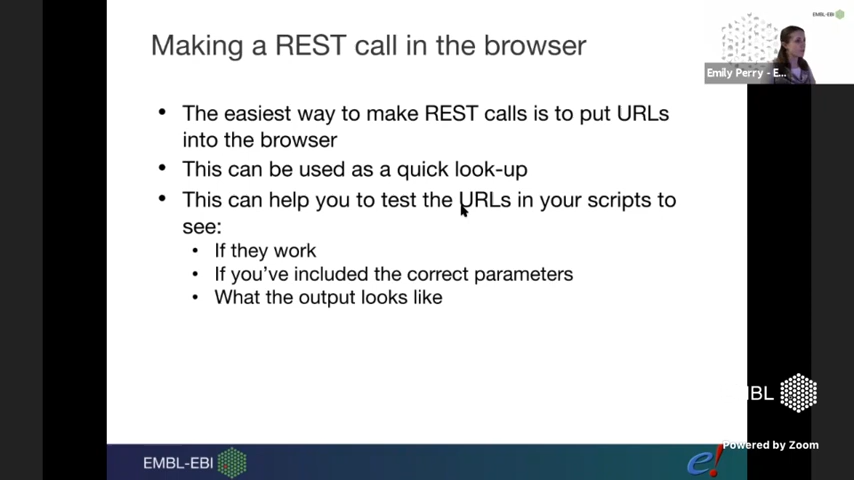 Making a REST call in the browser
EMBL-EBI
Emily Perry - E...
• The easiest way to make REST calls is to put URLs
into the browser
• This can be used as a quick look-up
• This can help you to test the URLs in your scripts to
see:
• If they work
• If you’ve included the correct parameters
• What the output looks like
BL
Powered by Zoom
EMBL-EBI
e!